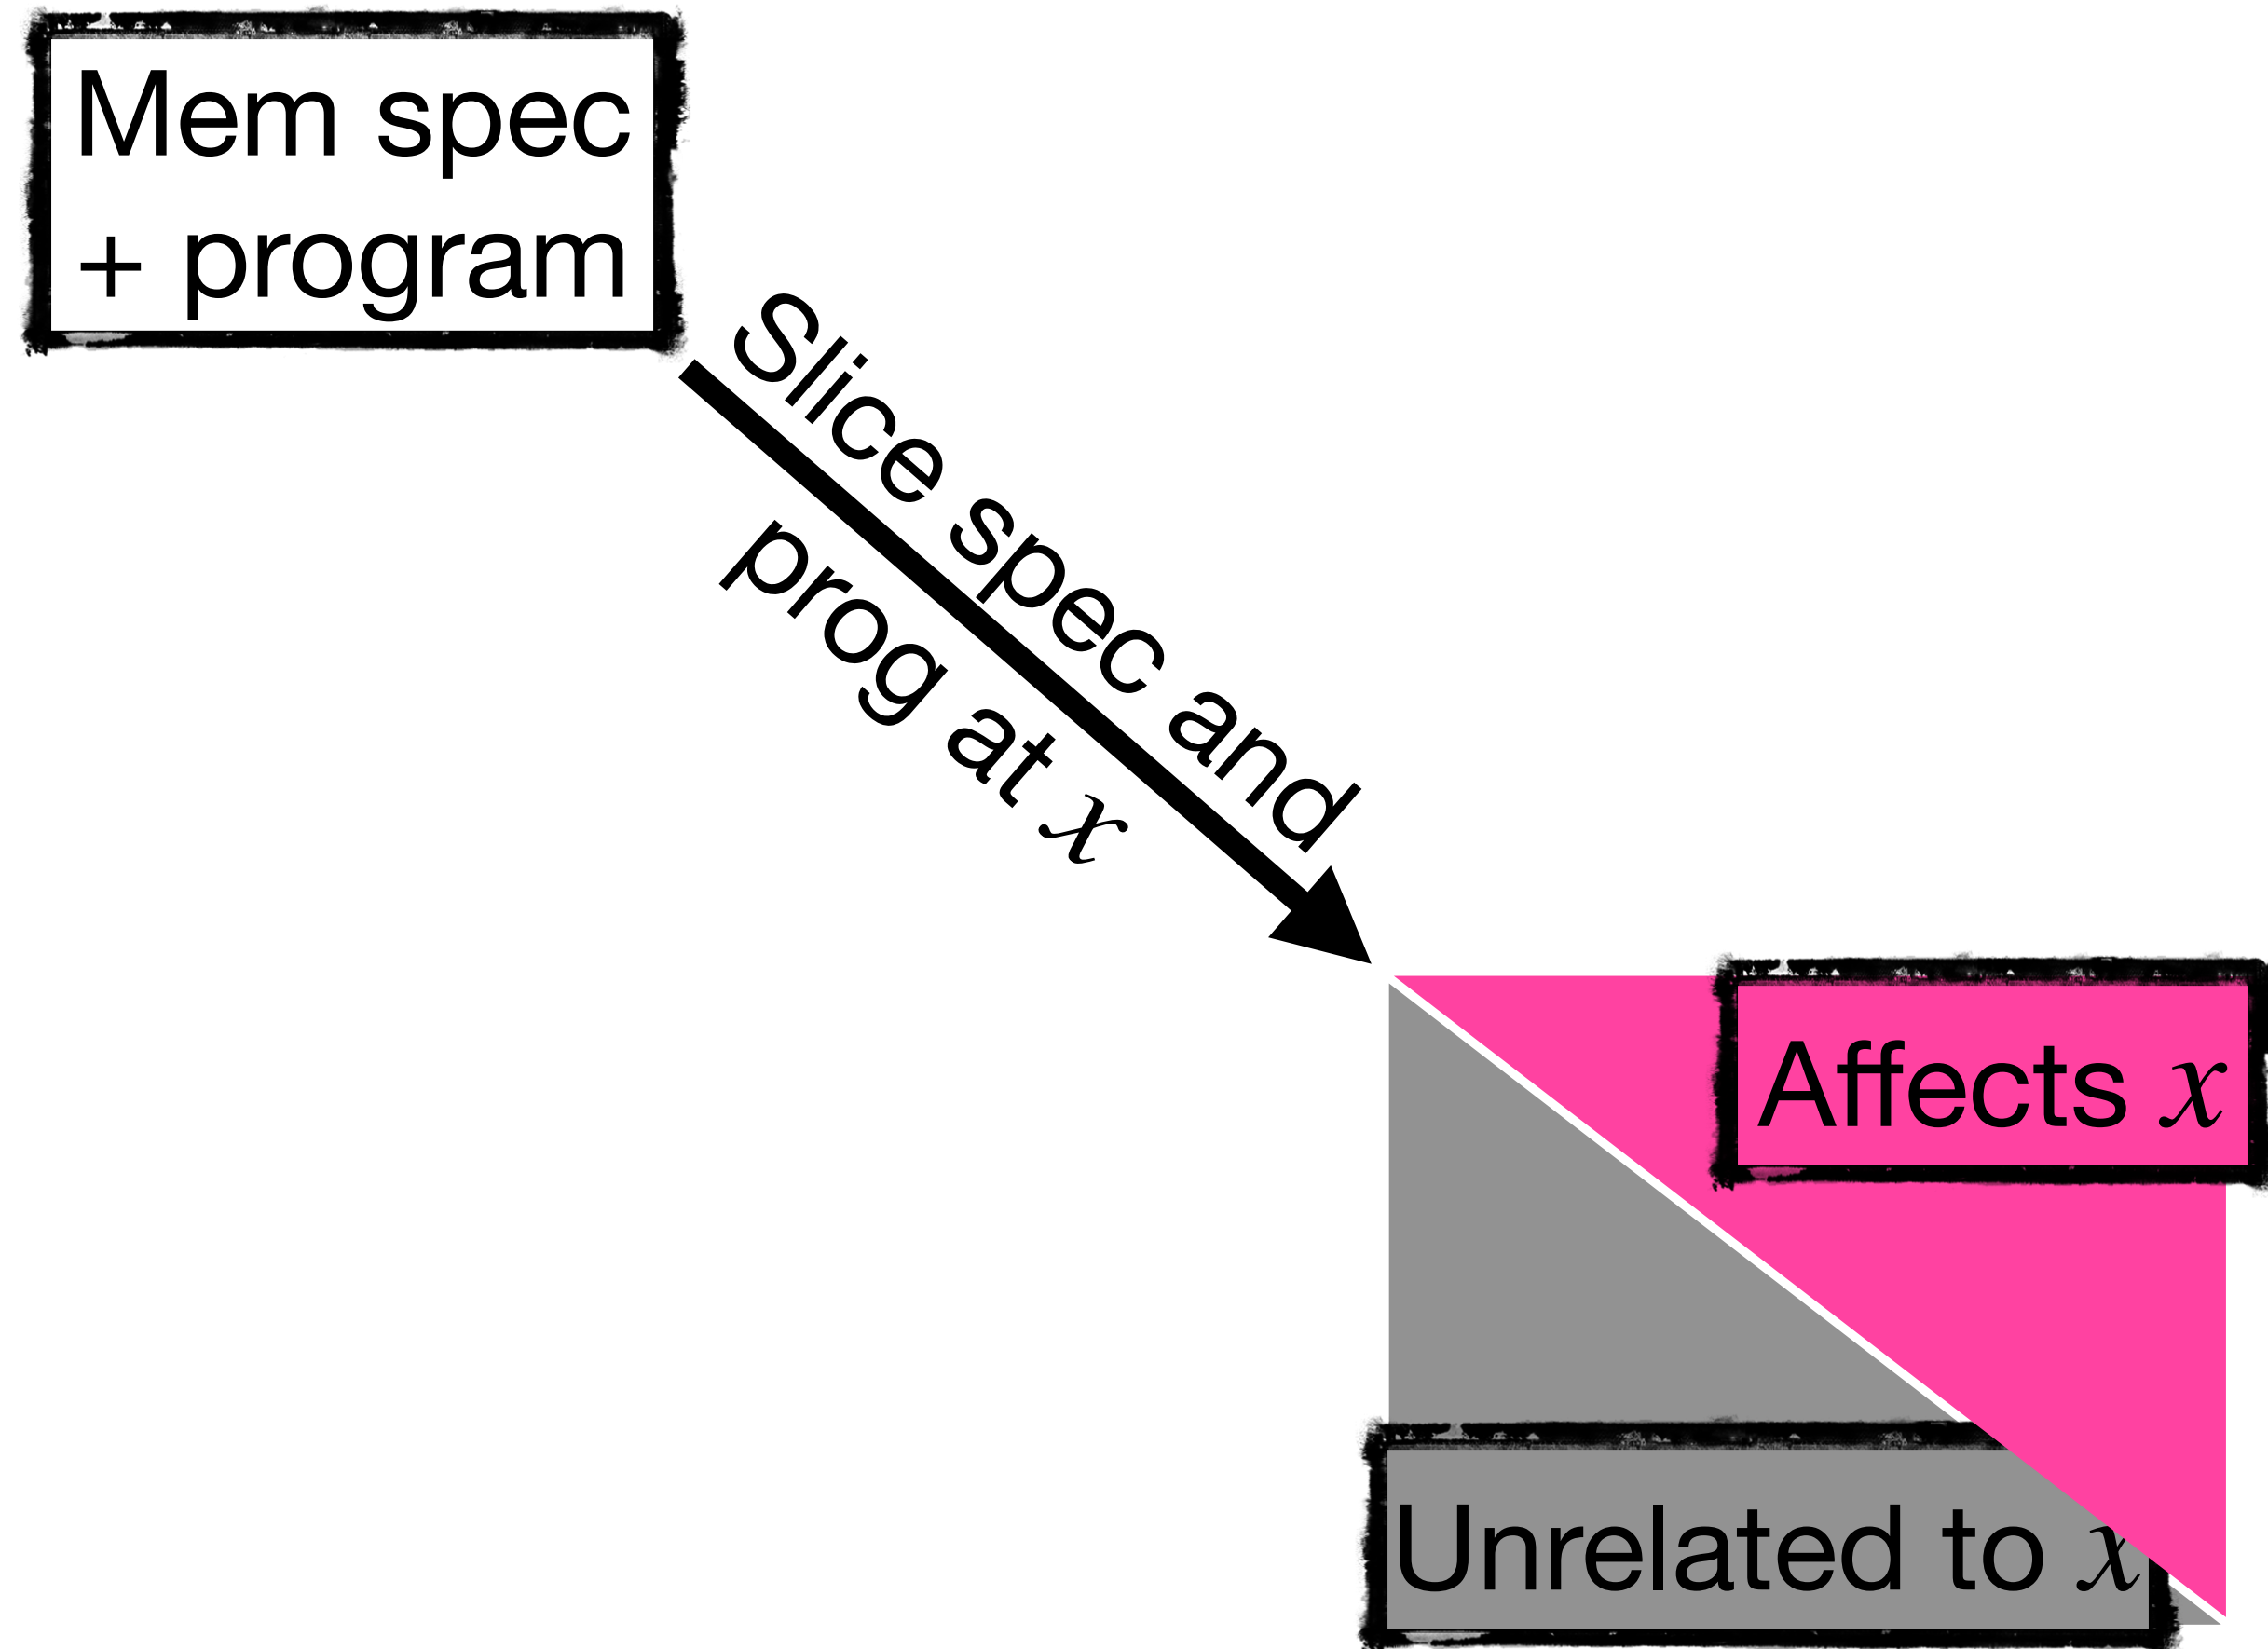 Mem spec
+ program
Slice spec and
prog at x
Affects x
Unrelated to x